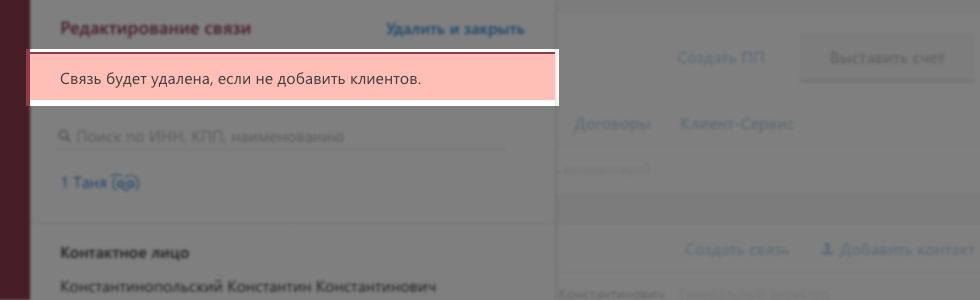 Редактирование связи
Удалить и закрыть
Связь будет удалена, если не добавить клиентов.
Создать ПП
Выставить счет
Поиск по ИНН, КПП, наименованию
Договоры
Клиент-Сервис
1 Таня
Контактное лицо
Создать связь
Добавить контакт
Константинопольский Константин Константинович
Константинович